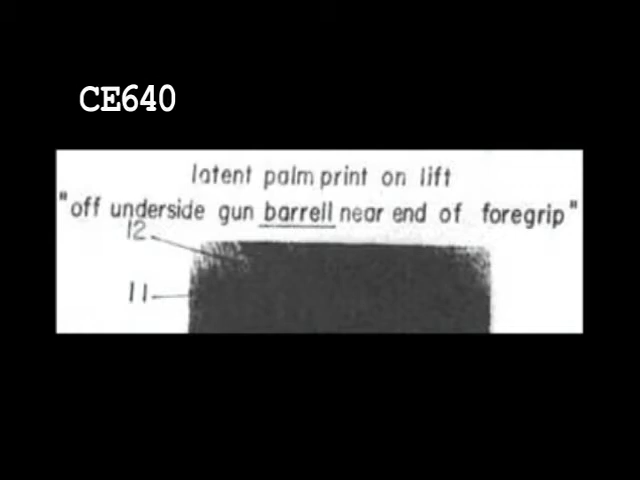 CE640
latent palm print on lift
"off underside gun barrell near end of foregrip"
12
11